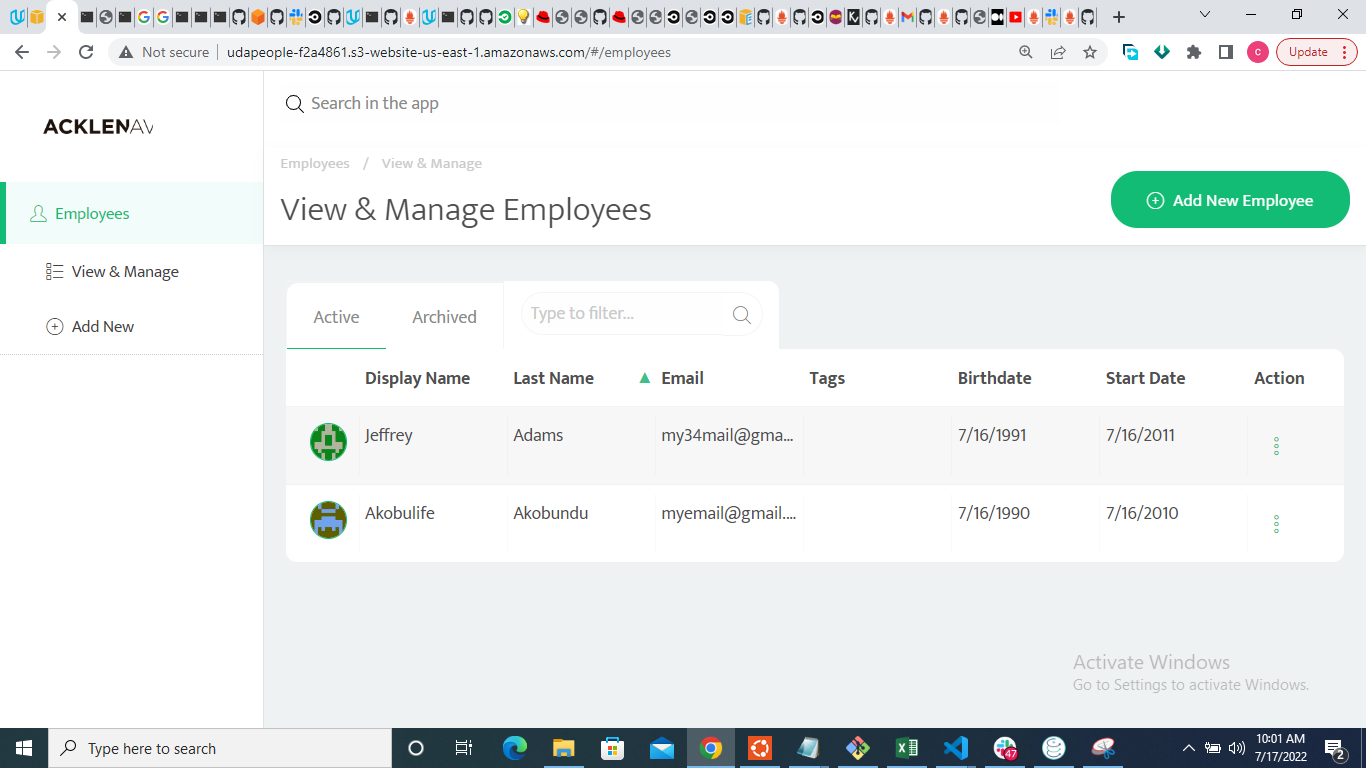 Not secure
udapeople-f2a4861.s3-website-us-east-1.amazonaws.com/#/employees
Update
ACKLENAV
Search in the app
Employees / View & Manage
View & Manage Employees
Add New Employee
Employees
View & Manage
Add New
Active Archived Type to filter...
Display Name Last Name Email Tags Birthdate Start Date Action
Jeffrey Adams my34mail@gma... 7/16/1991 7/16/2011
Akobulife Akobundu myemail@gmail.... 7/16/1990 7/16/2010
Activate Windows
Go to Settings to activate Windows.
Type here to search
47
10:01 AM
7/17/2022
2